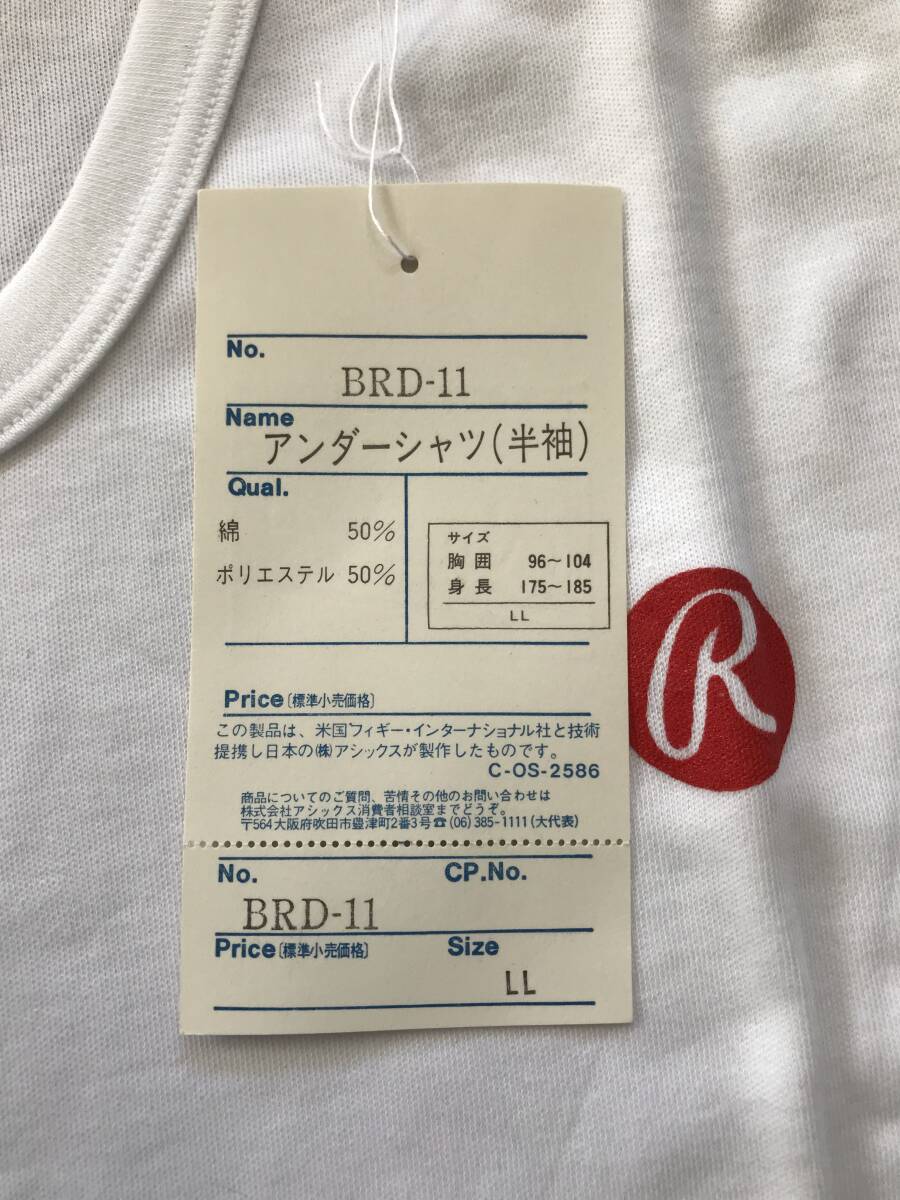 No.
BRD-11
Name
アンダーシャツ(半袖)
Qual.
綿 50%
ポリエステル 50%
サイズ
胸囲 96〜104
身長 175〜185
LL
R
Price〔標準小売価格〕
この製品は、米国フィギー・インターナショナル社と技術
提携し日本の㈱アシックスが製作したものです。
C-OS-2586
商品についてのご質問、苦情その他のお問い合わせは
株式会社アシックス消費者相談室までどうぞ。
〒564大阪府吹田市豊津町2番3号☎(06)385-1111(大代表)
No. CP.No.
BRD-11
Price〔標準小売価格〕 Size
LL